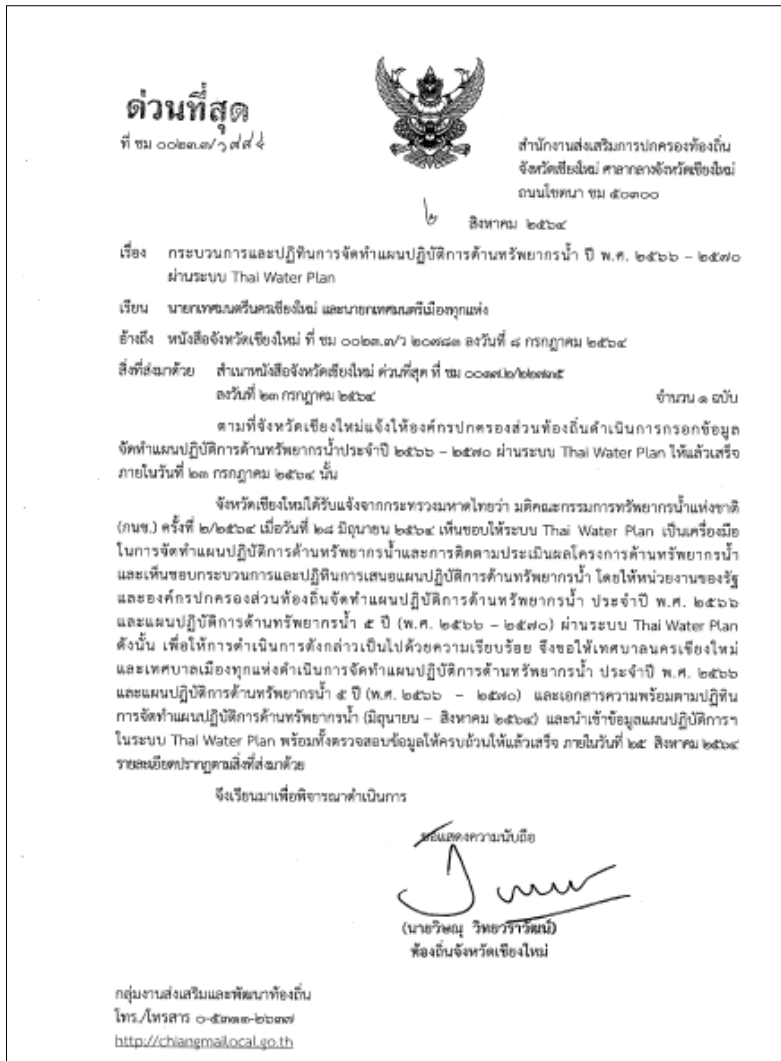 ด่วนที่สุด
ที่ ชม ๐๐๒๓.๓/
สำนักงานส่งเสริมการปกครองท้องถิ่น
จังหวัดเชียงใหม่ ศาลากลางจังหวัดเชียงใหม่
ถนนโชตนา ชม ๕๐๓๐๐
๒ สิงหาคม ๒๕๖๔
เรื่อง กระบวนการและปฏิทินการจัดทำแผนปฏิบัติการด้านทรัพยากรน้ำ ปี พ.ศ. ๒๕๖๖ – ๒๕๗๐
ผ่านระบบ Thai Water Plan
เรียน นายกเทศมนตรีนครเชียงใหม่ และนายกเทศมนตรีเมืองทุกแห่ง
อ้างถึง หนังสือจังหวัดเชียงใหม่ ที่ ชม ๐๐๒๓.๓/ว ๒๐๗๘๓ ลงวันที่ ๘ กรกฎาคม ๒๕๖๔
สิ่งที่ส่งมาด้วย สำเนาหนังสือจังหวัดเชียงใหม่ ด่วนที่สุด ที่ ชม ๐๐๑๗.๒/๒๒๗๓๕
ลงวันที่ ๒๓ กรกฎาคม ๒๕๖๔ จำนวน ๑ ฉบับ
ตามที่จังหวัดเชียงใหม่แจ้งให้องค์กรปกครองส่วนท้องถิ่นดำเนินการกรอกข้อมูล
จัดทำแผนปฏิบัติการด้านทรัพยากรน้ำประจำปี ๒๕๖๖ – ๒๕๗๐ ผ่านระบบ Thai Water Plan ให้แล้วเสร็จ
ภายในวันที่ ๒๓ กรกฎาคม ๒๕๖๔ นั้น
จังหวัดเชียงใหม่ได้รับแจ้งจากกระทรวงมหาดไทยว่า มติคณะกรรมการทรัพยากรน้ำแห่งชาติ
(กนช.) ครั้งที่ ๒/๒๕๖๔ เมื่อวันที่ ๒๘ มิถุนายน ๒๕๖๔ เห็นชอบให้ระบบ Thai Water Plan เป็นเครื่องมือ
ในการจัดทำแผนปฏิบัติการด้านทรัพยากรน้ำและการติดตามประเมินผลโครงการด้านทรัพยากรน้ำ
และเห็นชอบกระบวนการและปฏิทินการเสนอแผนปฏิบัติการด้านทรัพยากรน้ำ โดยให้หน่วยงานของรัฐ
และองค์กรปกครองส่วนท้องถิ่นจัดทำแผนปฏิบัติการด้านทรัพยากรน้ำ ประจำปี พ.ศ. ๒๕๖๖
และแผนปฏิบัติการด้านทรัพยากรน้ำ ๕ ปี (พ.ศ. ๒๕๖๖ – ๒๕๗๐) ผ่านระบบ Thai Water Plan
ดังนั้น เพื่อให้การดำเนินการดังกล่าวเป็นไปด้วยความเรียบร้อย จึงขอให้เทศบาลนครเชียงใหม่
และเทศบาลเมืองทุกแห่งดำเนินการจัดทำแผนปฏิบัติการด้านทรัพยากรน้ำ ประจำปี พ.ศ. ๒๕๖๖
และแผนปฏิบัติการด้านทรัพยากรน้ำ ๕ ปี (พ.ศ. ๒๕๖๖ – ๒๕๗๐) และเอกสารความพร้อมตามปฏิทิน
การจัดทำแผนปฏิบัติการด้านทรัพยากรน้ำ (มิถุนายน – สิงหาคม ๒๕๖๔) และนำเข้าข้อมูลแผนปฏิบัติการฯ
ในระบบ Thai Water Plan พร้อมทั้งตรวจสอบข้อมูลให้ครบถ้วนให้แล้วเสร็จ ภายในวันที่ ๒๕ สิงหาคม ๒๕๖๔
รายละเอียดปรากฏตามสิ่งที่ส่งมาด้วย
จึงเรียนมาเพื่อพิจารณาดำเนินการ
ขอแสดงความนับถือ
(นายวิษณุ วิทยวราวัฒน์)
ท้องถิ่นจังหวัดเชียงใหม่
กลุ่มงานส่งเสริมและพัฒนาท้องถิ่น
โทร./โทรสาร ๐-๕๓๑๑-๒๖๓๗
http://chiangmailocal.go.th